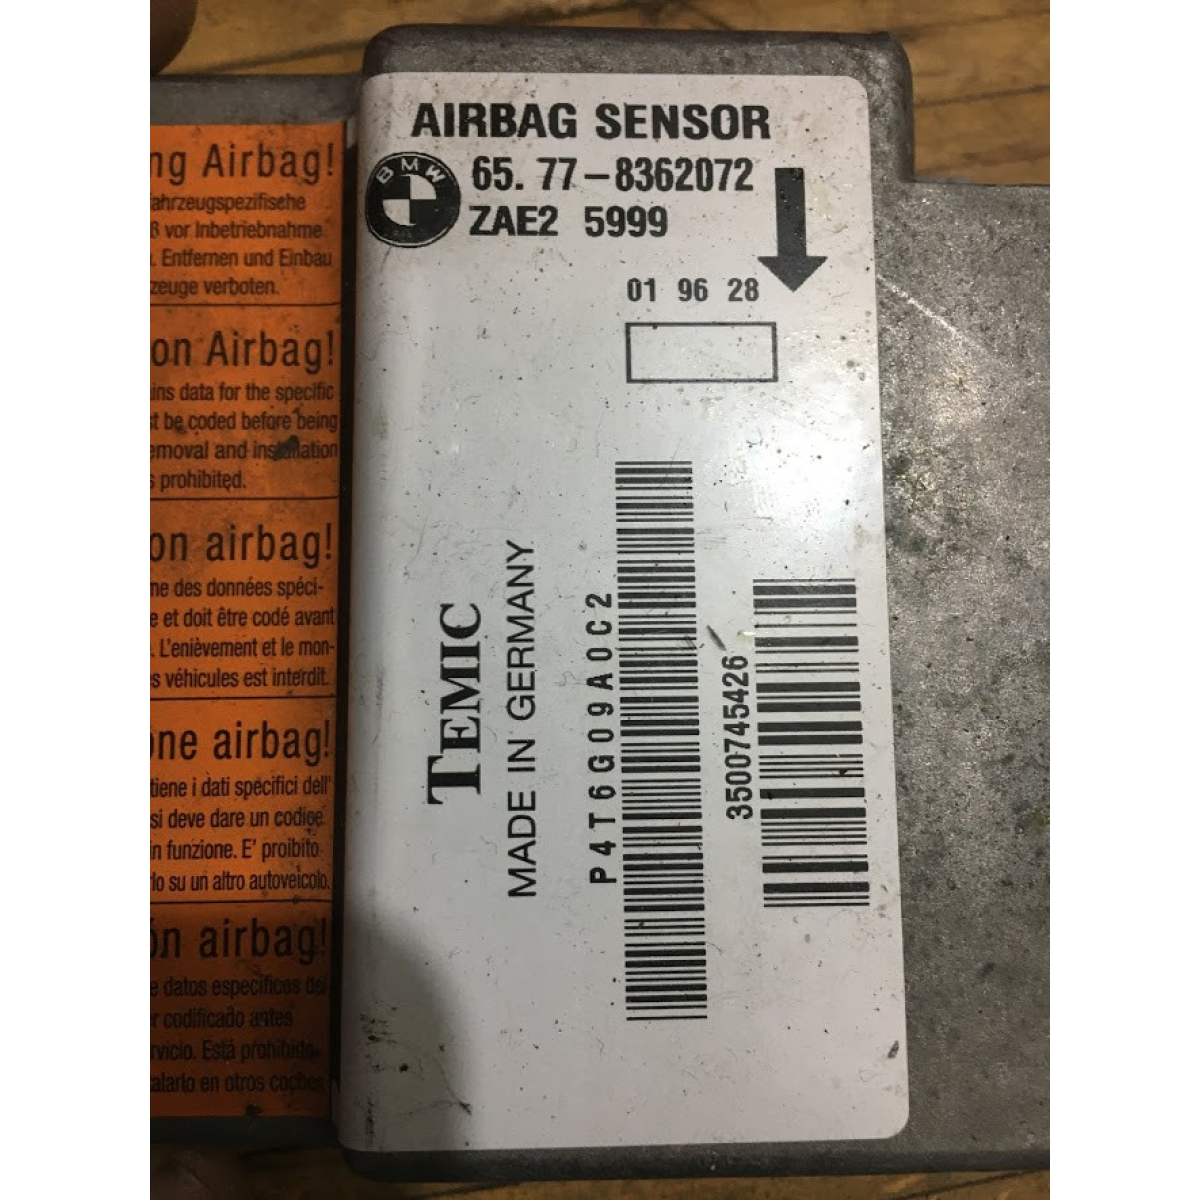 ng Airbag!
ahrzeugspezifisehe
ß vor Inbetriebnahme
. Entfernen und Einbau
zeuge verboten.
on Airbag!
ins data for the specific
st be coded before being
emoval and installation
s prohibited.
on airbag!
ne des données spéci-
e et doit être codé avant
. L'enièvement et le mon-
s véhicules est interdit.
one airbag!
tiene i dati specifici dell'
si deve dare un codice
in funzione. E' proibito
lo su un altro autoveicolo.
ón airbag!
e datos especificos del
r codificado antes
rvicio. Está prohibido
alarlo en otros coches
AIRBAG SENSOR
BMW
65. 77-8362072
ZAE2 5999
01 96 28
TEMIC
MADE IN GERMANY
P4T6G09A0C2
3500745426